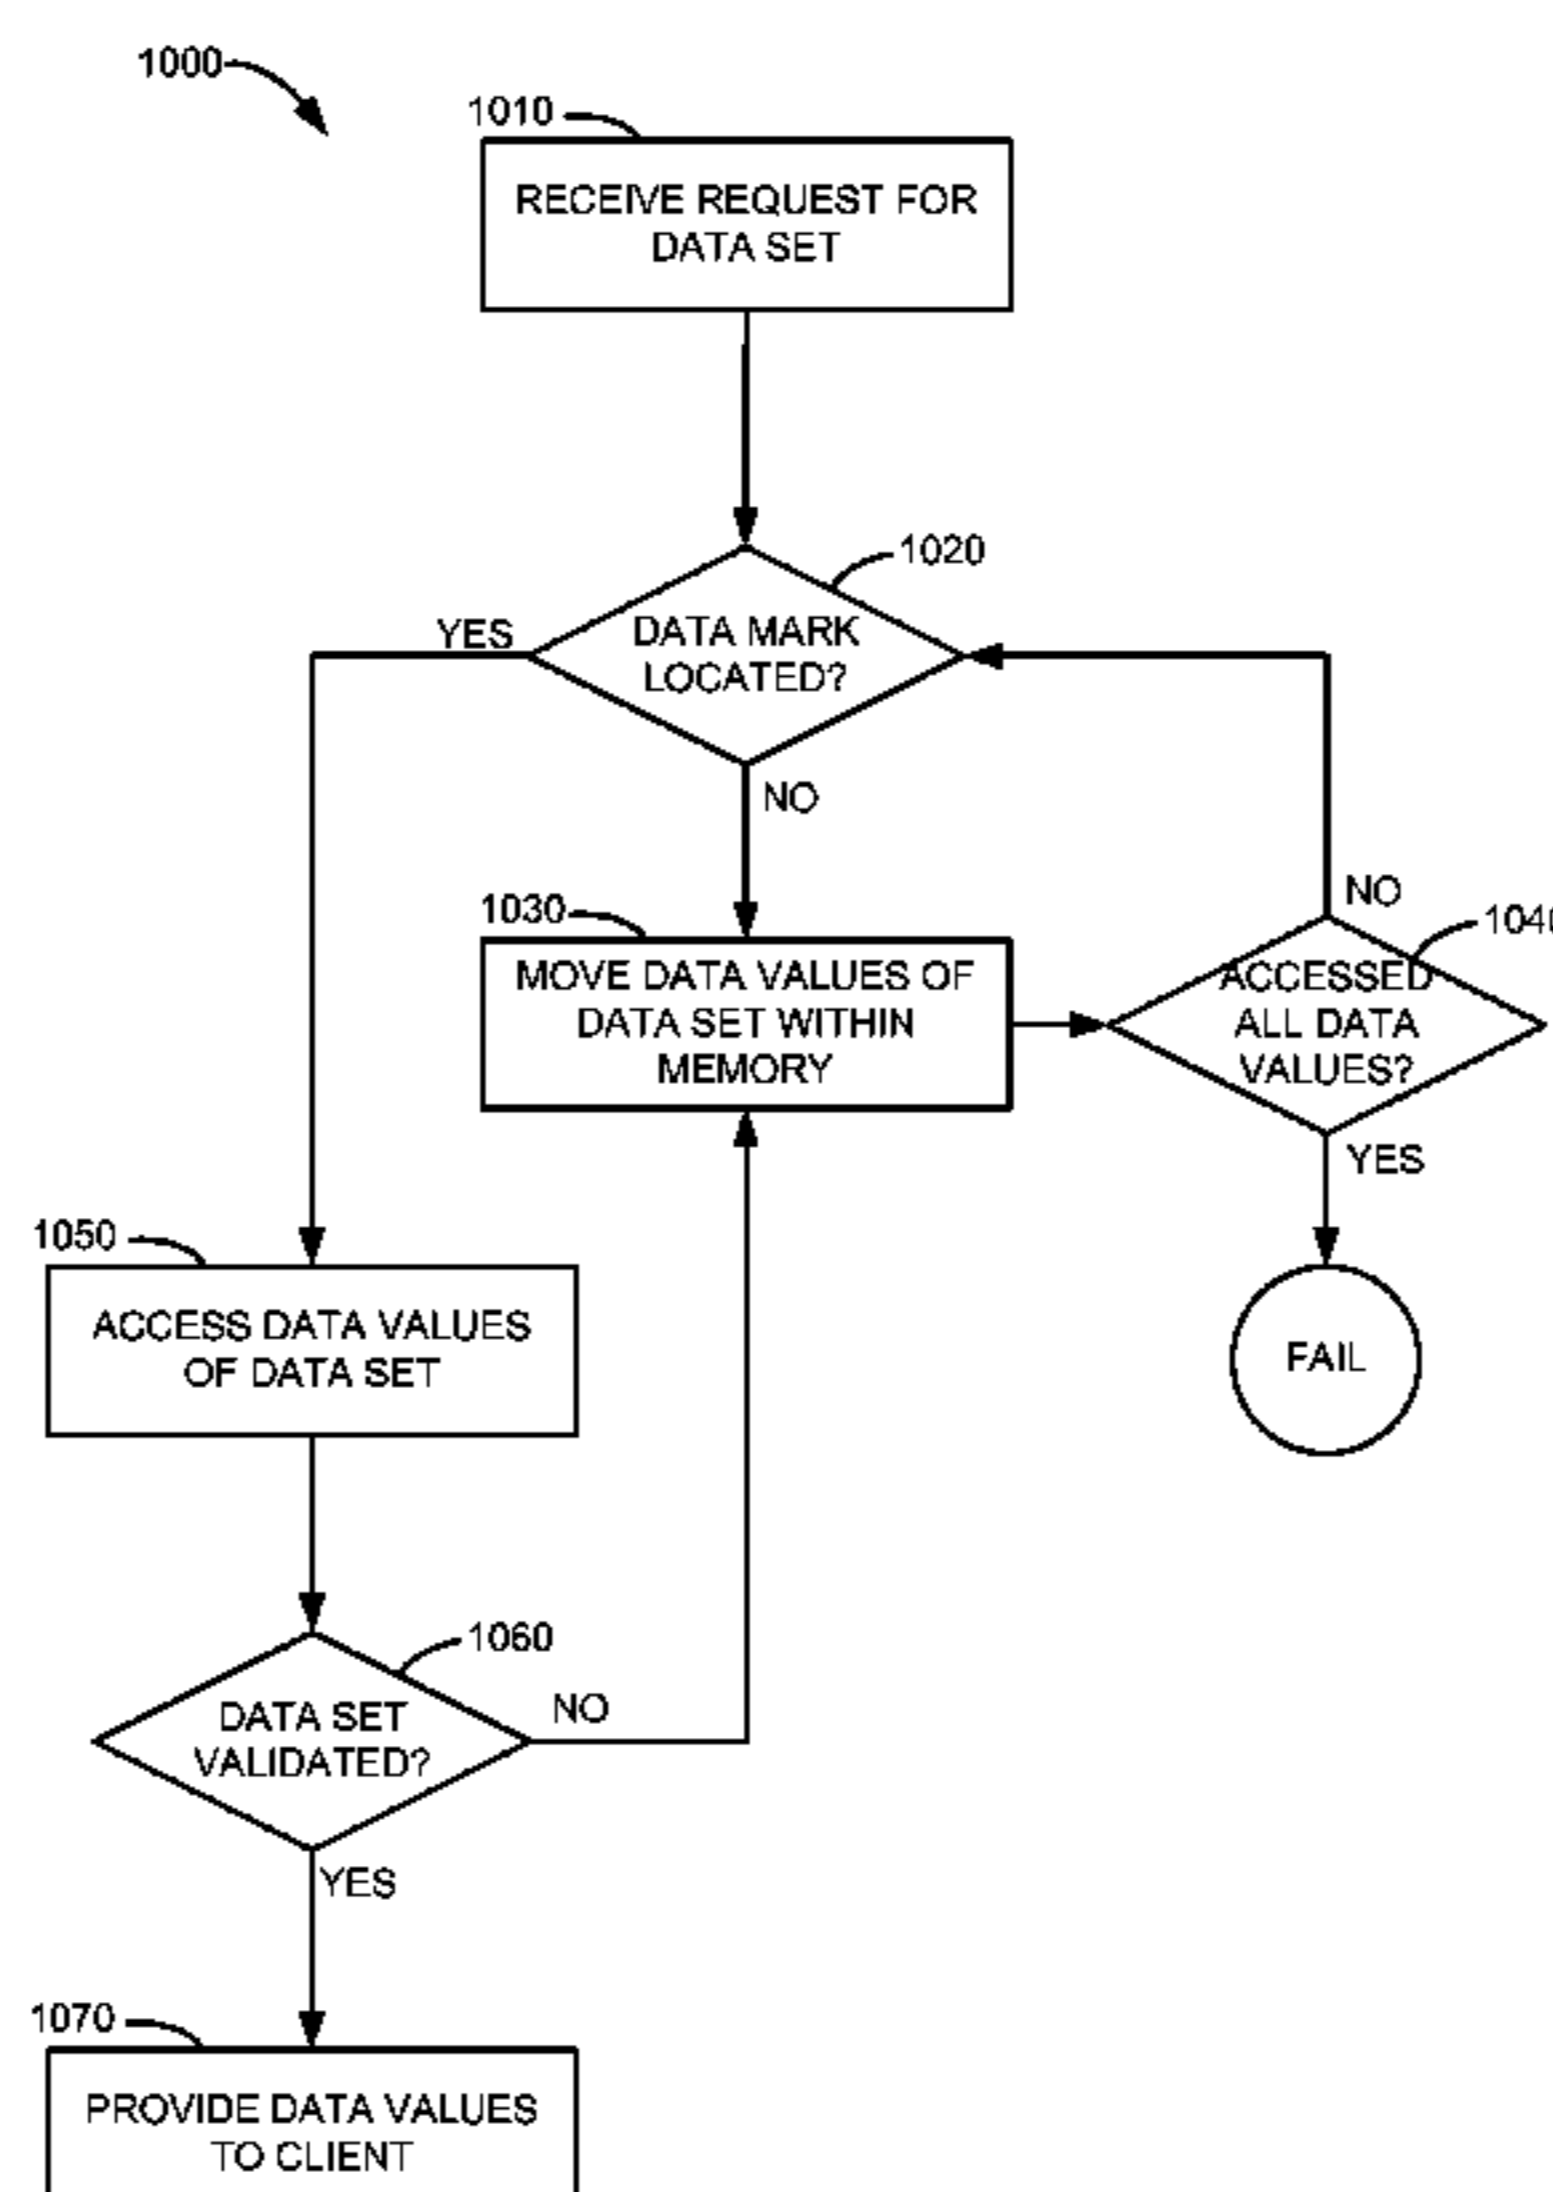 1000
1010
RECEIVE REQUEST FOR
DATA SET
1020
YES
DATA MARK
LOCATED?
NO
1030
MOVE DATA VALUES OF
DATA SET WITHIN
MEMORY
NO
1040
ACCESSED
ALL DATA
VALUES?
YES
FAIL
1050
ACCESS DATA VALUES
OF DATA SET
1060
DATA SET
VALIDATED?
NO
YES
1070
PROVIDE DATA VALUES
TO CLIENT